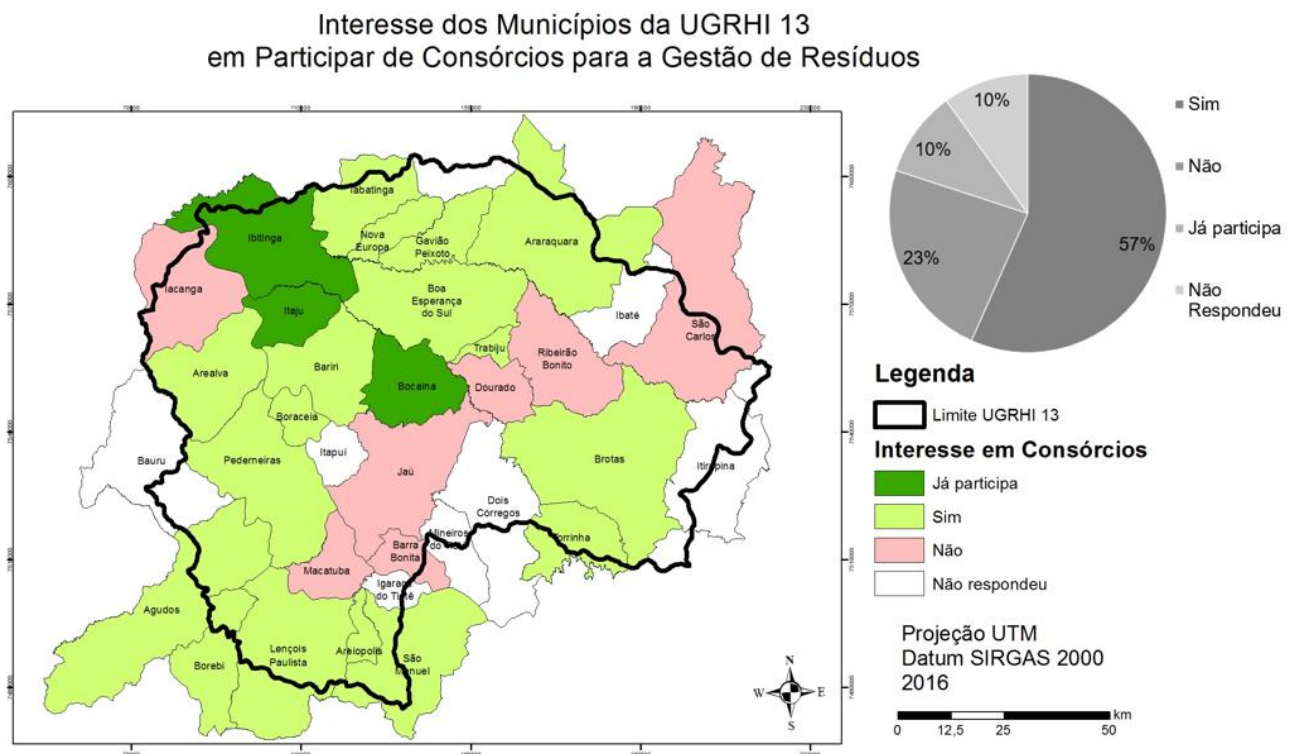 Interesse dos Municípios da UGRHI 13
em Participar de Consórcios para a Gestão de Resíduos
10%
10%
23%
57%
Sim
Não
Já participa
Não
Respondeu
Tabatinga
Ibitinga
Nova
Europa
Gavião
Peixoto
Araraquara
Iacanga
Itaju
Boa
Esperança
do Sul
Ibaté
São
Carlos
Trabiju
Ribeirão
Bonito
Arealva
Bariri
Bocaina
Dourado
Boraceia
Bauru
Pederneiras
Itapuí
Jaú
Brotas
Itirapina
Dois
Córregos
Mineiros
Torrinha
Barra
Bonita
Macatuba
Igaraçu
do Tietê
Agudos
Borebi
Lençois
Paulista
Areiopolis
São
Manuel
N
W
E
S
Legenda
Limite UGRHI 13
Interesse em Consórcios
Já participa
Sim
Não
Não respondeu
Projeção UTM
Datum SIRGAS 2000
2016
km
0 12,5 25 50